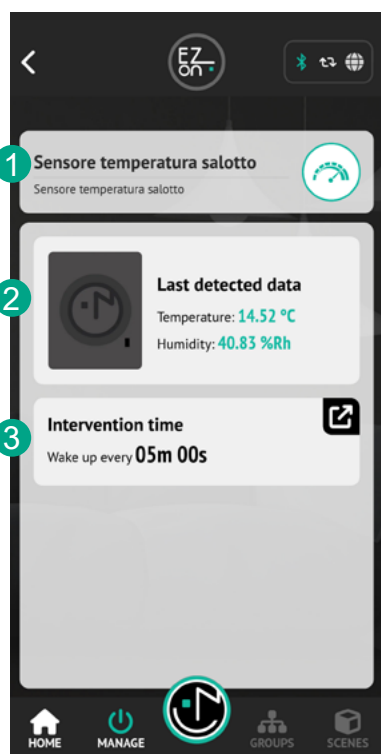 EZ
on
1
Sensore temperatura salotto
Sensore temperatura salotto
2
Last detected data
Temperature: 14.52 °C
Humidity: 40.83 %Rh
3
Intervention time
Wake up every 05m 00s
HOME MANAGE GROUPS SCENES